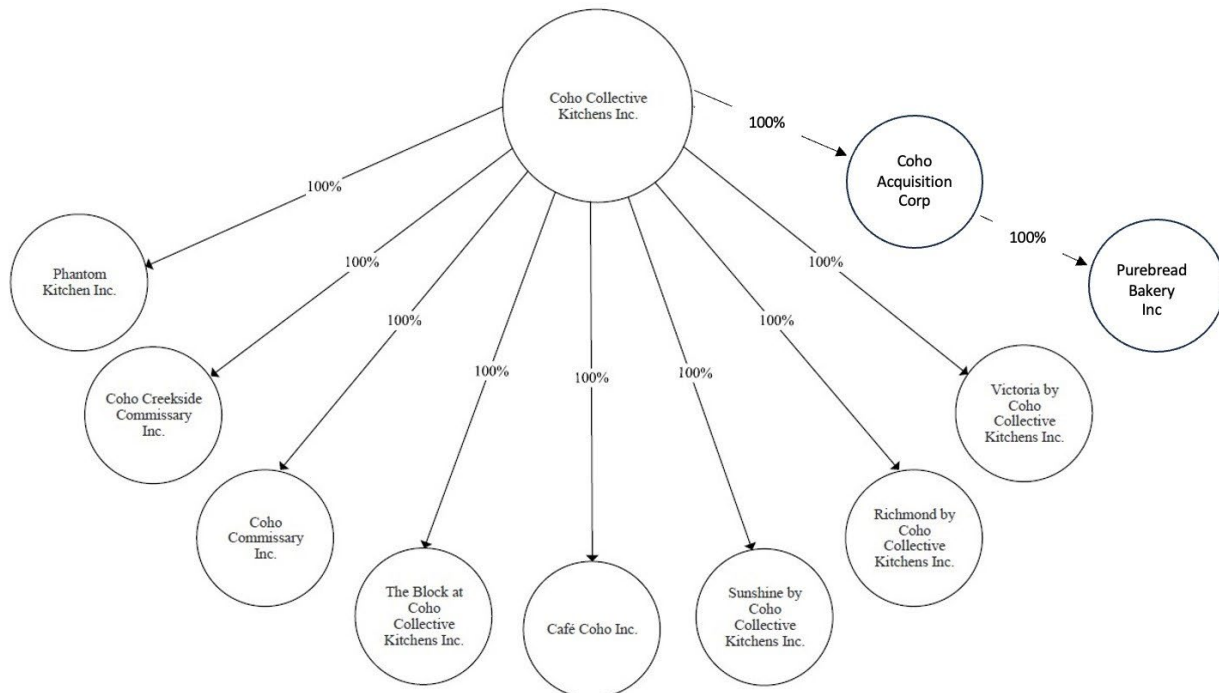 Coho Collective
Kitchens Inc.
100%
Coho
Acquisition
Corp
100%
Purebread
Bakery
Inc
100%
Phantom
Kitchen Inc.
100%
Coho Creekside
Commissary
Inc.
100%
Coho
Commissary
Inc.
100%
The Block at
Coho
Collective
Kitchens Inc.
100%
Café Coho Inc.
100%
Sunshine by
Coho
Collective
Kitchens Inc.
100%
Richmond by
Coho
Collective
Kitchens Inc.
100%
Victoria by
Coho
Collective
Kitchens Inc.